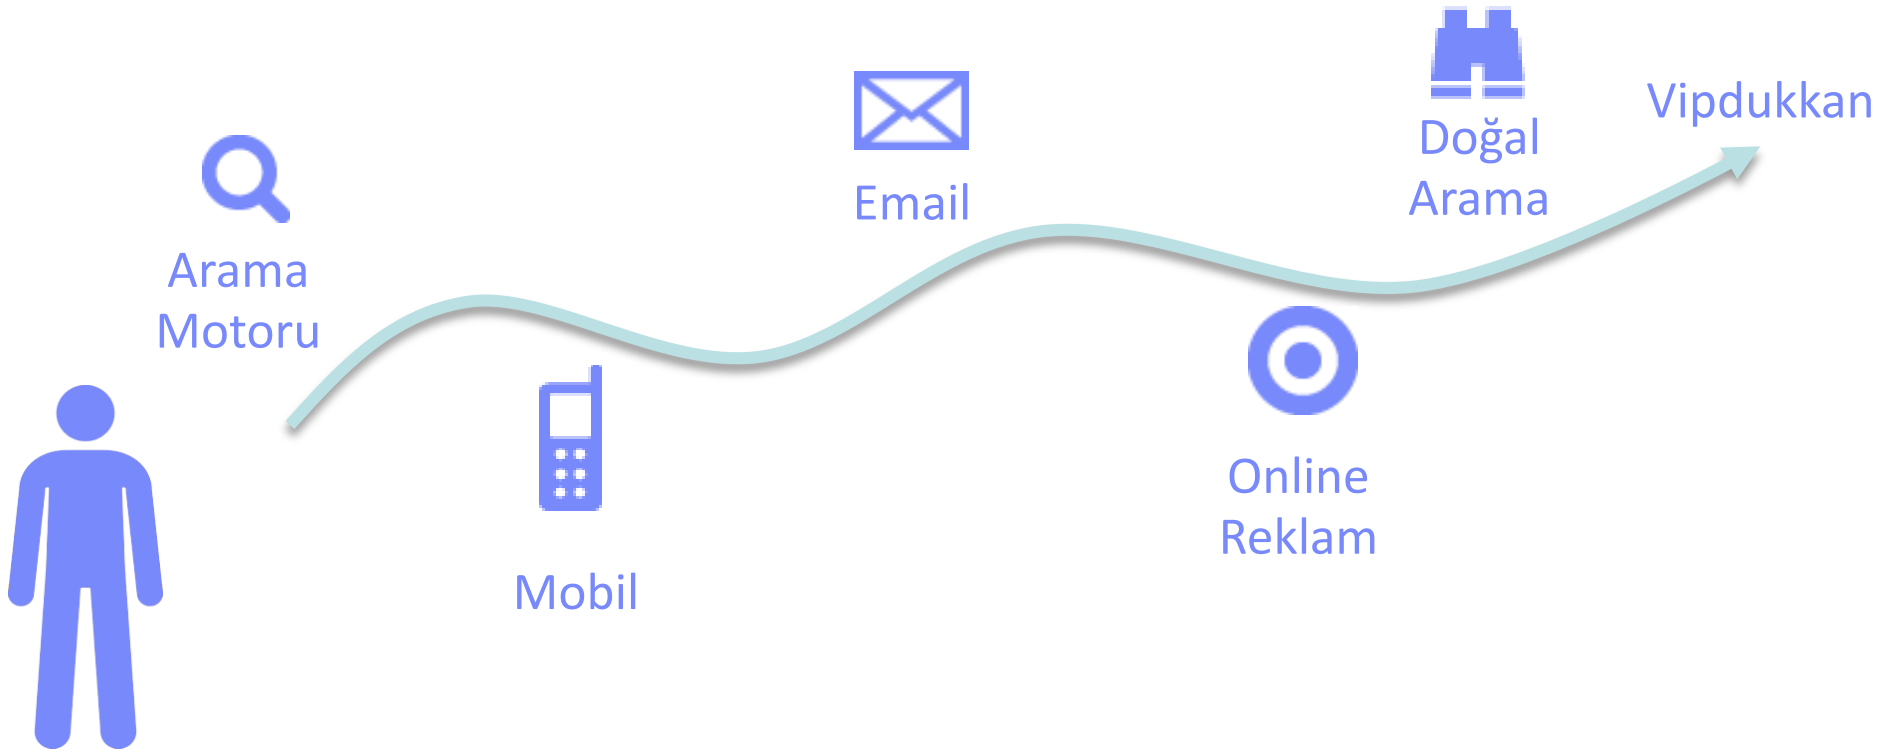 Arama
Motoru
Mobil
Email
Online
Reklam
Doğal
Arama
Vipdukkan